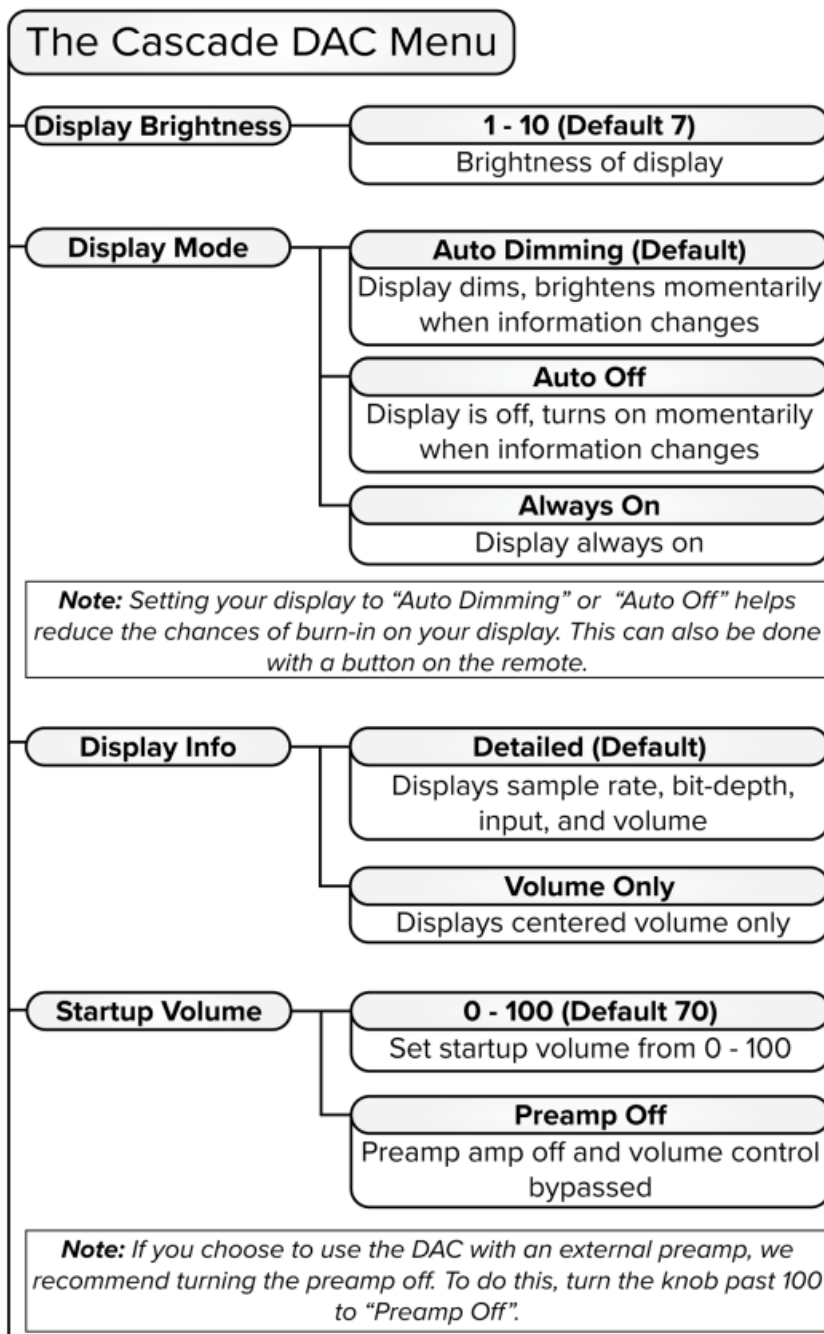 The Cascade DAC Menu
Display Brightness
1 - 10 (Default 7)
Brightness of display
Display Mode
Auto Dimming (Default)
Display dims, brightens momentarily
when information changes
Auto Off
Display is off, turns on momentarily
when information changes
Always On
Display always on
Note: Setting your display to “Auto Dimming” or “Auto Off” helps
reduce the chances of burn-in on your display. This can also be done
with a button on the remote.
Display Info
Detailed (Default)
Displays sample rate, bit-depth,
input, and volume
Volume Only
Displays centered volume only
Startup Volume
0 - 100 (Default 70)
Set startup volume from 0 - 100
Preamp Off
Preamp amp off and volume control
bypassed
Note: If you choose to use the DAC with an external preamp, we
recommend turning the preamp off. To do this, turn the knob past 100
to “Preamp Off”.